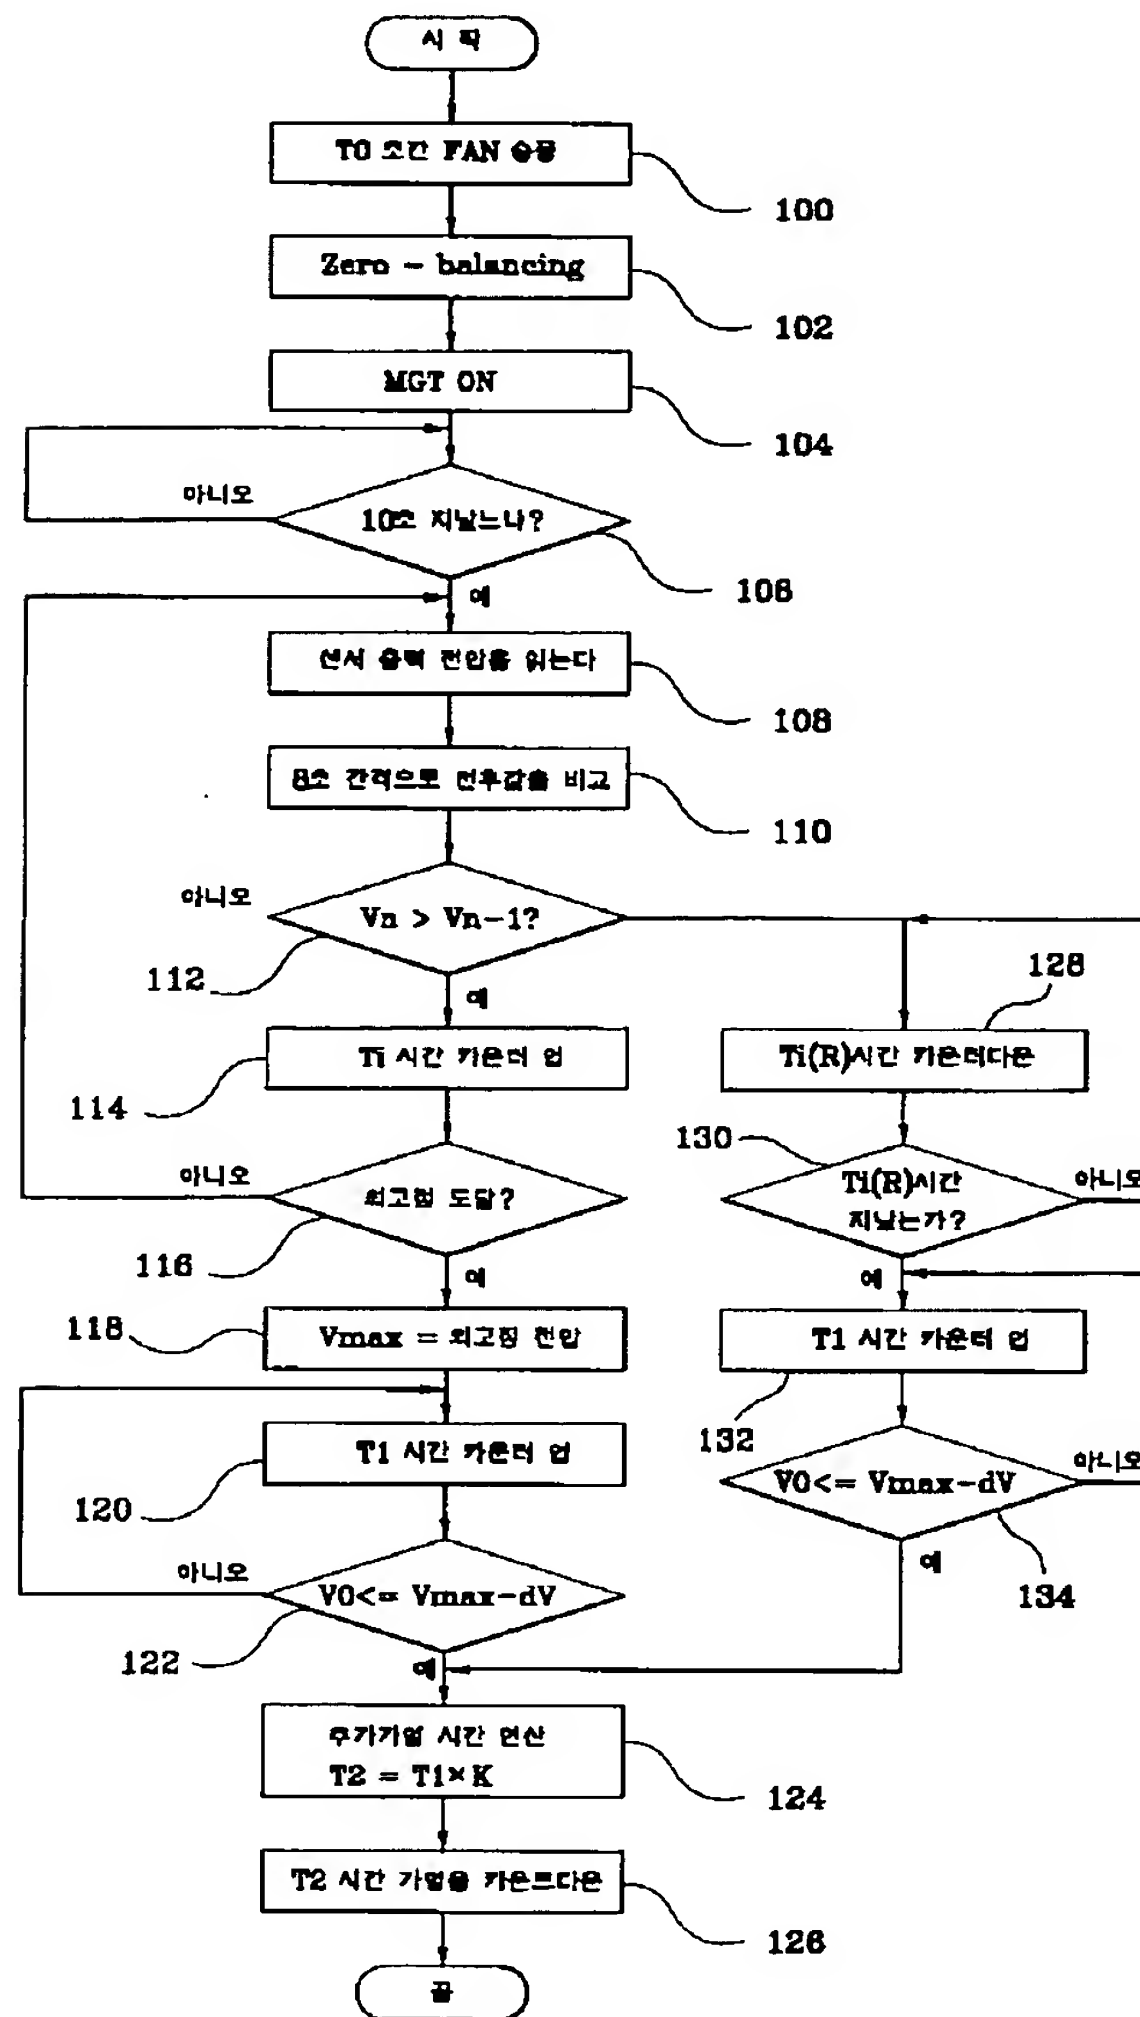 시 작
T0 초간 FAN 송풍
100
Zero - balancing
102
MGT ON
104
아니오
10초 지났느냐?
106
예
센서 출력 전압을 읽는다
108
8초 간격으로 전후값을 비교
110
아니오
Vn > Vn-1?
112
예
128
Ti 시간 카운터 업
114
Ti(R)시간 카운터다운
130
아니오
최고점 도달?
116
예
Ti(R)시간
지났는가?
아니오
예
118
Vmax = 최고점 전압
T1 시간 카운터 업
132
T1 시간 카운터 업
120
V0<= Vmax-dV
아니오
예
134
아니오
V0<= Vmax-dV
122
예
추가가열 시간 연산
T2 = T1×K
124
T2 시간 가열을 카운트다운
126
끝